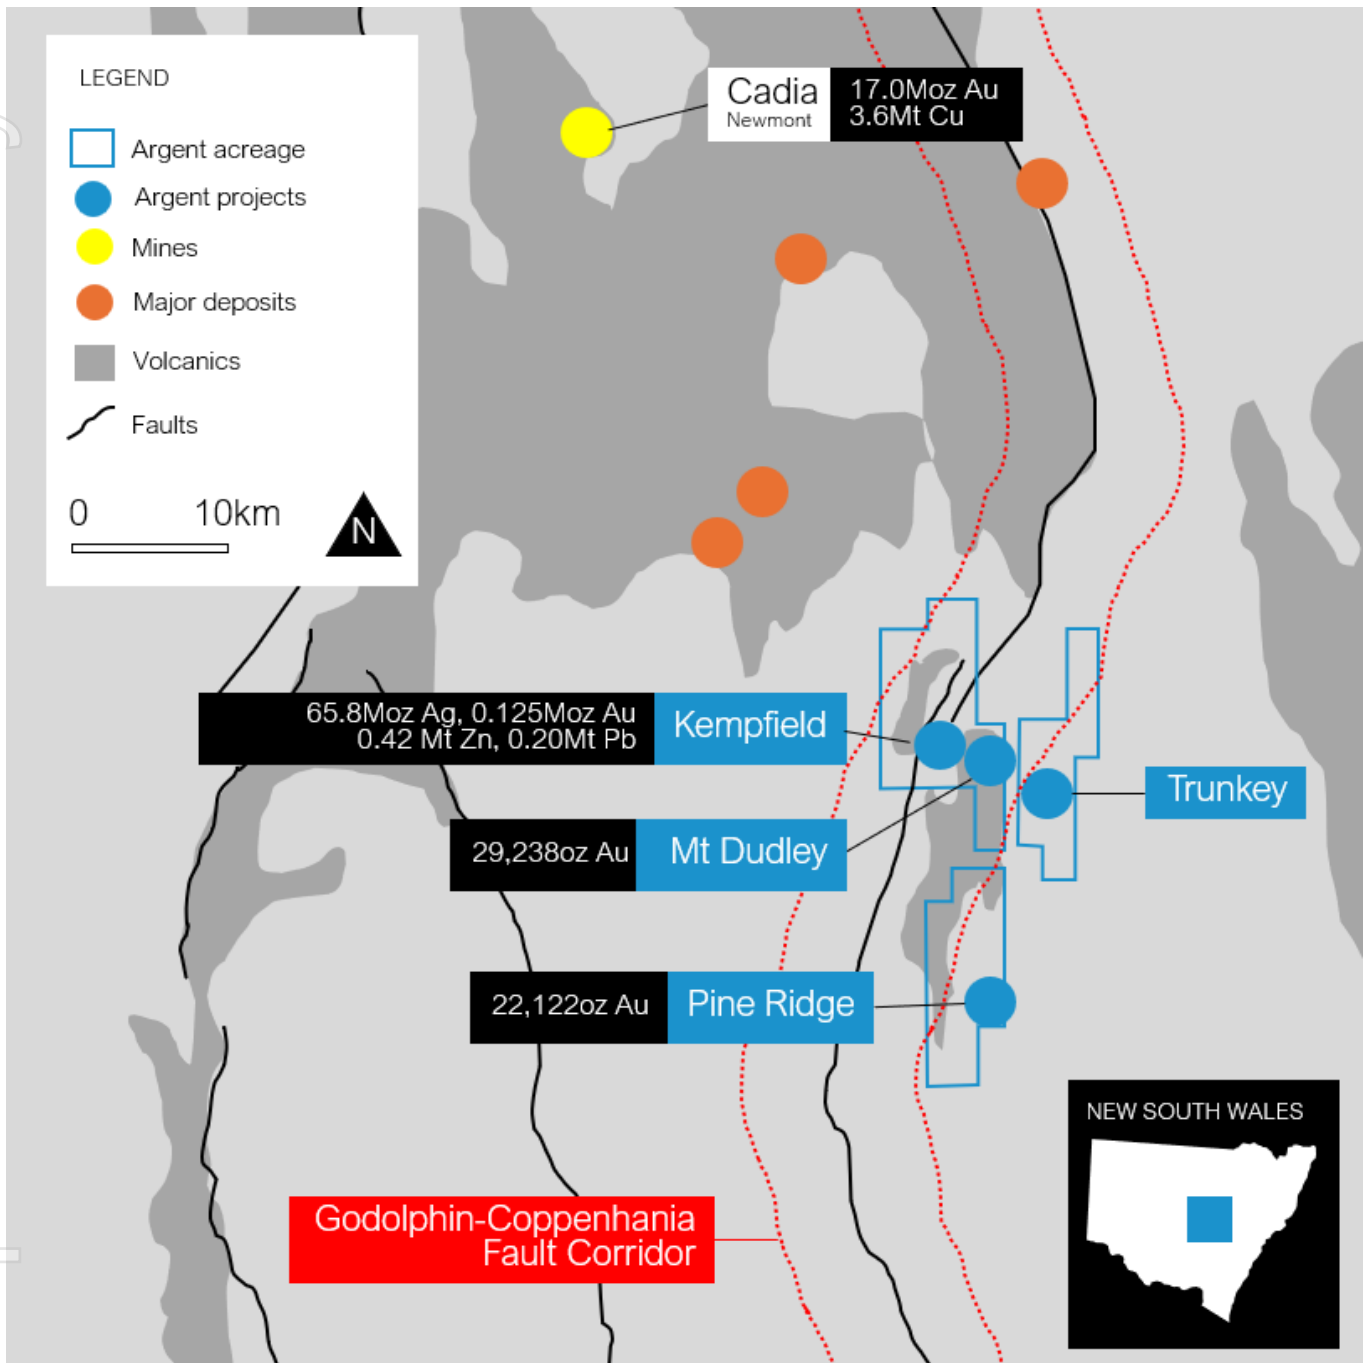 LEGEND
Argent acreage
Argent projects
Mines
Major deposits
Volcanics
Faults
0 10km
N
Cadia
Newmont
17.0Moz Au
3.6Mt Cu
65.8Moz Ag, 0.125Moz Au
0.42 Mt Zn, 0.20Mt Pb
Kempfield
Trunkey
29,238oz Au
Mt Dudley
22,122oz Au
Pine Ridge
Godolphin-Coppenhania
Fault Corridor
NEW SOUTH WALES